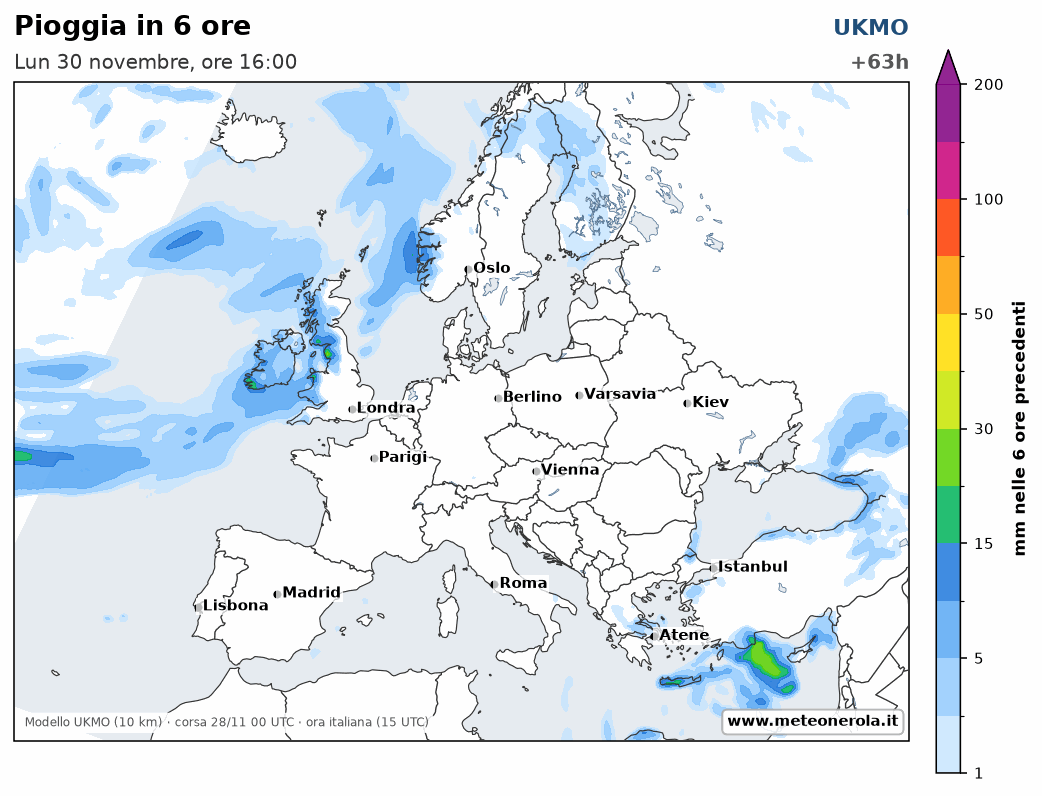 Pioggia in 6 ore
UKMO
Lun 30 novembre, ore 16:00
+63h
200
100
50
30
15
5
1
mm nelle 6 ore precedenti
Oslo
Berlino
Varsavia
Kiev
Londra
Parigi
Vienna
Istanbul
Roma
Madrid
Lisbona
Atene
Modello UKMO (10 km) · corsa 28/11 00 UTC · ora italiana (15 UTC)
www.meteonerola.it